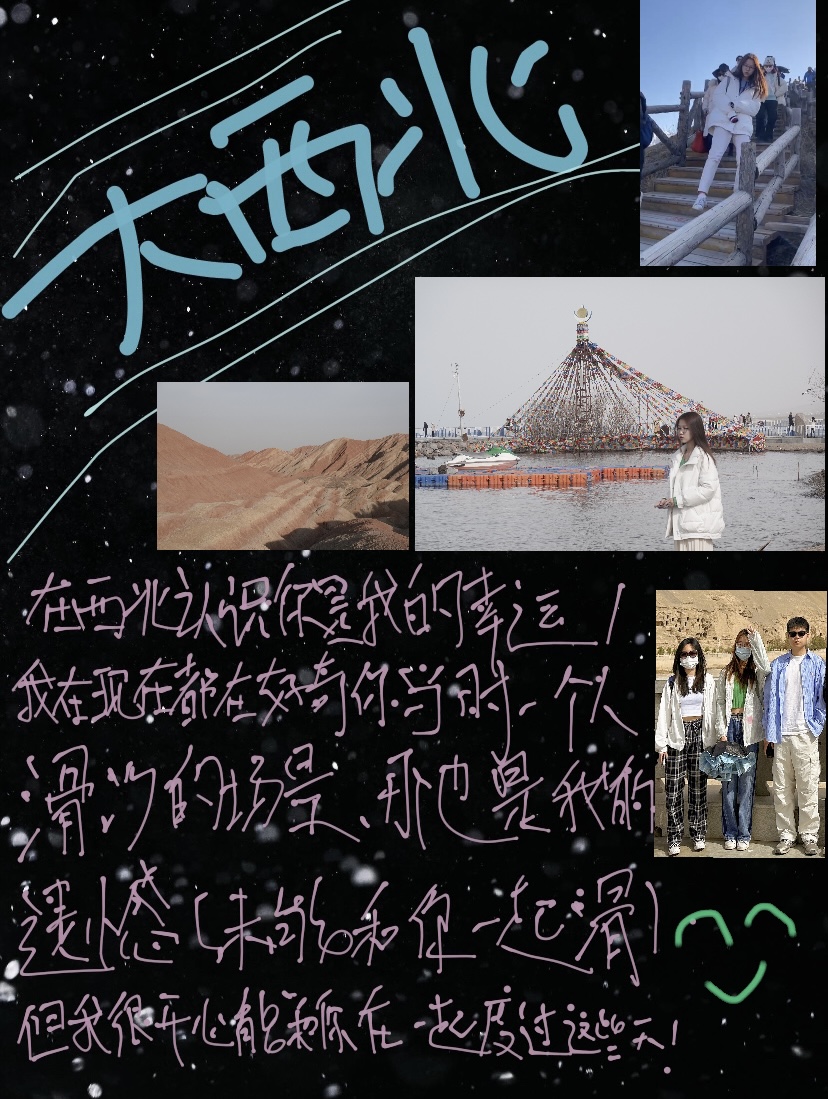 大西北
在西北认识你是我的幸运！
我在现在都在好奇你当时一个人
滑沙的场景、那也是我的
遗憾（未能和你一起滑）
但我很开心能和你在一起度过这些天！